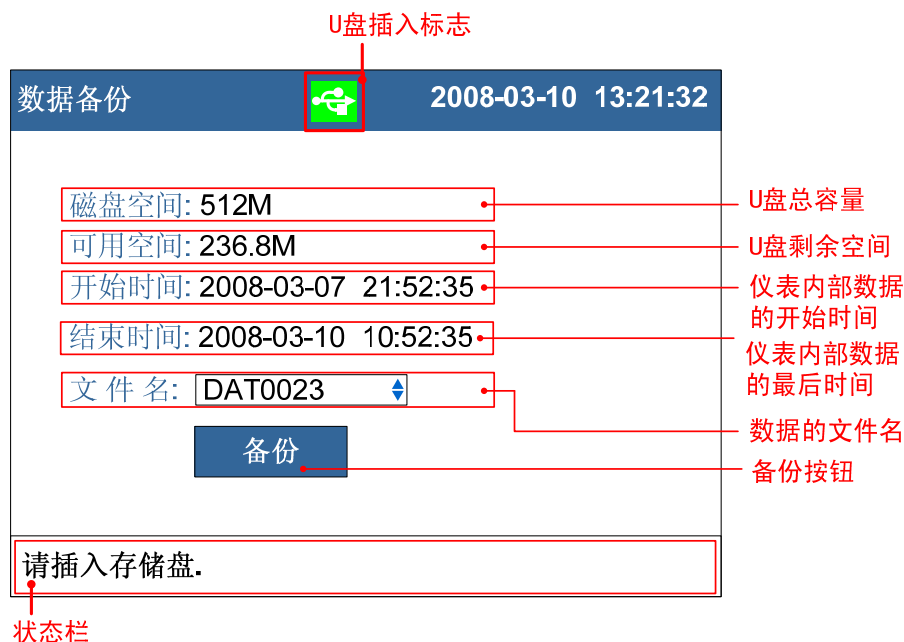 U盘插入标志
数据备份
2008-03-10 13:21:32
磁盘空间: 512M
U盘总容量
可用空间: 236.8M
U盘剩余空间
开始时间: 2008-03-07 21:52:35
仪表内部数据
的开始时间
结束时间: 2008-03-10 10:52:35
仪表内部数据
的最后时间
文 件 名: DAT0023
数据的文件名
备份
备份按钮
请插入存储盘.
状态栏